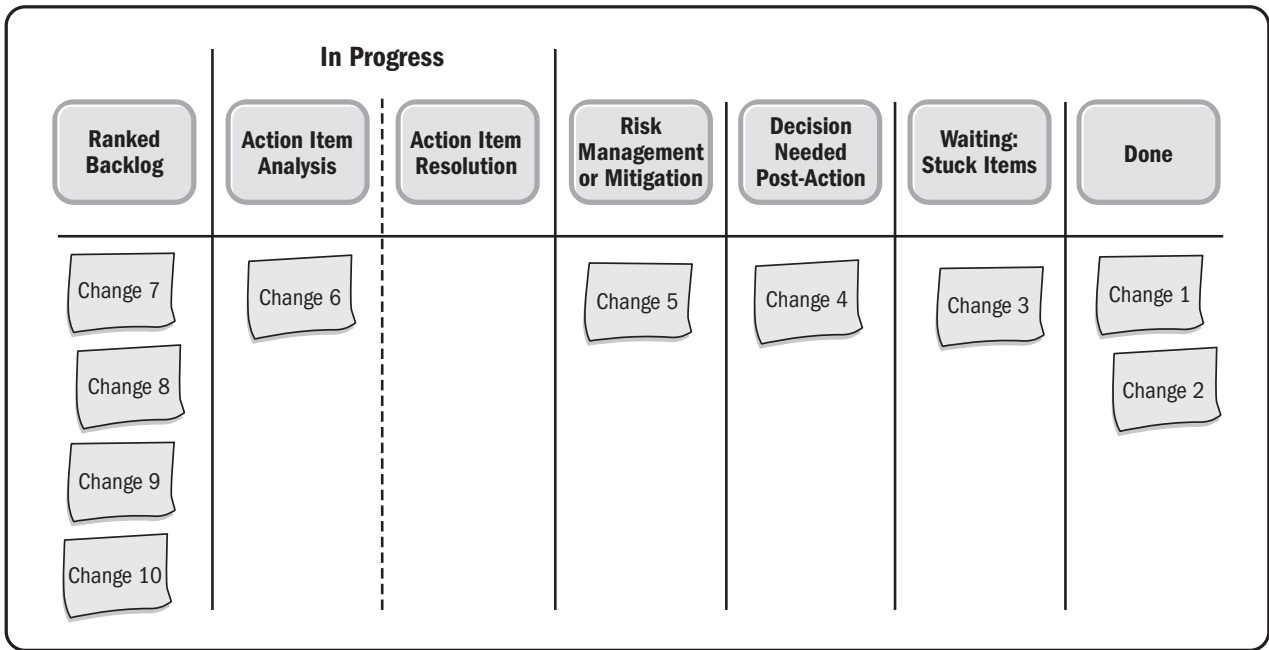 In Progress
Ranked
Backlog
Action Item
Analysis
Action Item
Resolution
Risk
Management
or Mitigation
Decision
Needed
Post-Action
Waiting:
Stuck Items
Done
Change 7
Change 8
Change 9
Change 10
Change 6
Change 5
Change 4
Change 3
Change 1
Change 2